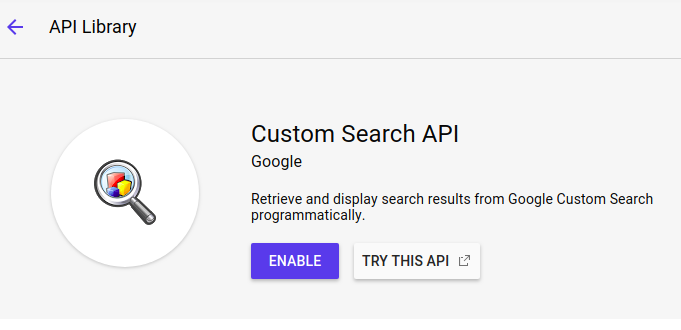 API Library
Custom Search API
Google
Retrieve and display search results from Google Custom Search
programmatically.
ENABLE
TRY THIS API